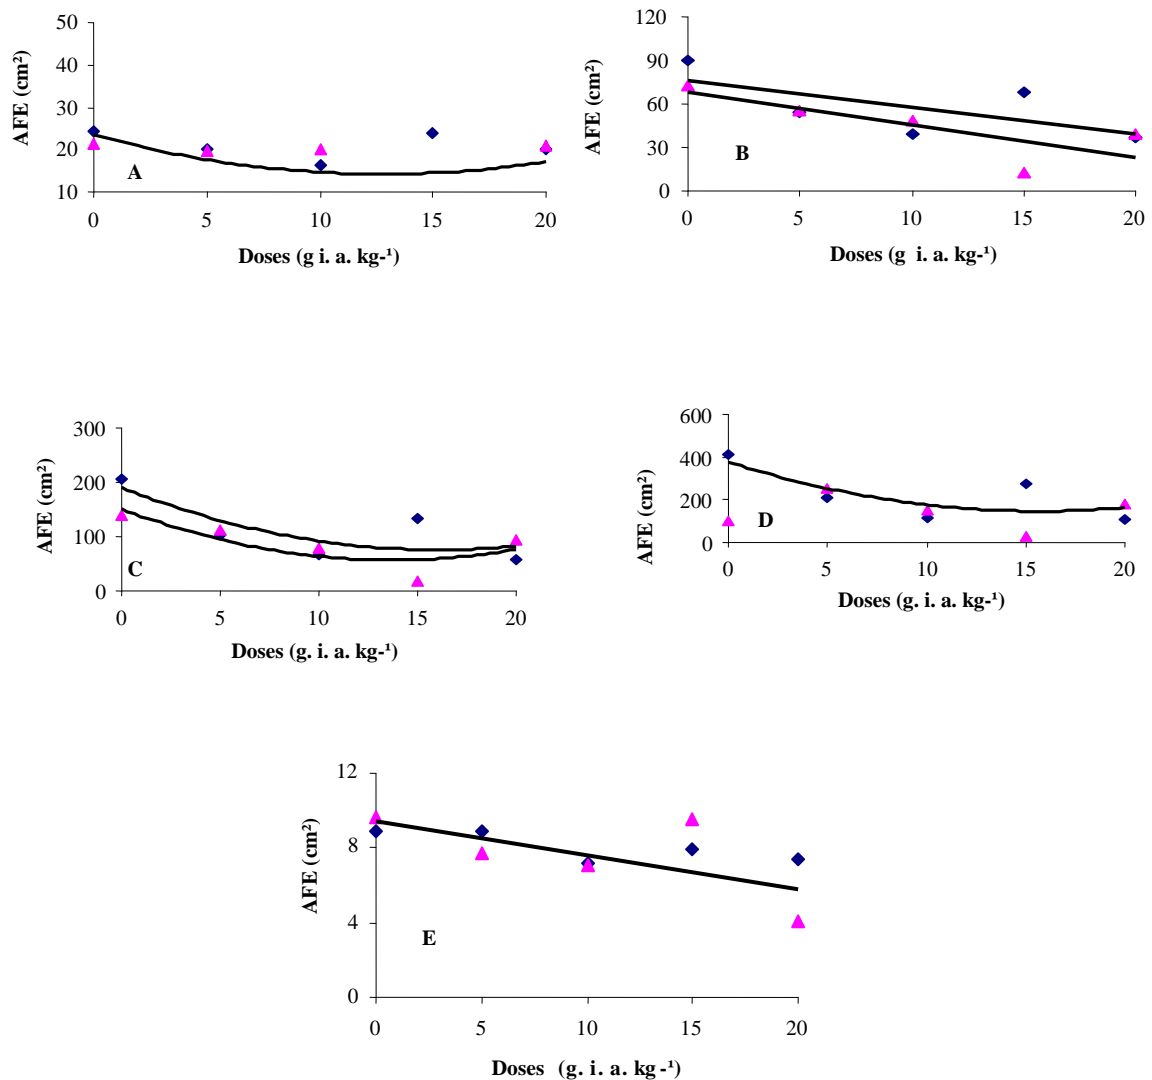 50
40
30
20
10
AFE (cm²)
A
0 5 10 15 20
Doses (g i. a. kg-¹)
120
90
60
30
0
AFE (cm²)
B
0 5 10 15 20
Doses (g i. a. kg-¹)
300
200
100
0
AFE (cm²)
C
0 5 10 15 20
Doses (g. i. a. kg-¹)
600
400
200
0
AFE (cm²)
D
0 5 10 15 20
Doses (g. i. a. kg-¹)
12
8
4
0
AFE (cm²)
E
0 5 10 15 20
Doses (g. i. a. kg -¹)